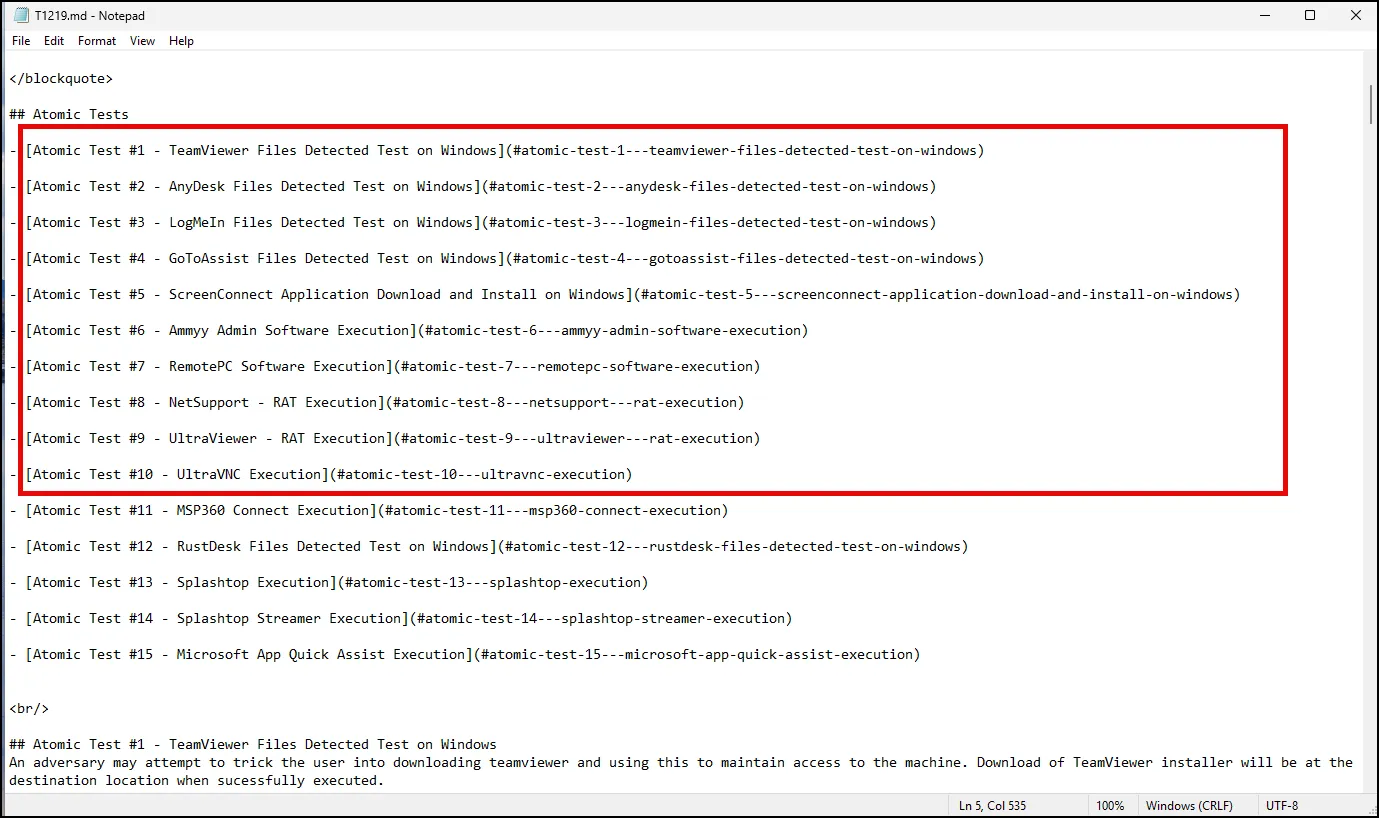 T1219.md - Notepad
File Edit Format View Help
</blockquote>
## Atomic Tests
- [Atomic Test #1 - TeamViewer Files Detected Test on Windows](#atomic-test-1---teamviewer-files-detected-test-on-windows)
- [Atomic Test #2 - AnyDesk Files Detected Test on Windows](#atomic-test-2---anydesk-files-detected-test-on-windows)
- [Atomic Test #3 - LogMeIn Files Detected Test on Windows](#atomic-test-3---logmein-files-detected-test-on-windows)
- [Atomic Test #4 - GoToAssist Files Detected Test on Windows](#atomic-test-4---gotoassist-files-detected-test-on-windows)
- [Atomic Test #5 - ScreenConnect Application Download and Install on Windows](#atomic-test-5---screenconnect-application-download-and-install-on-windows)
- [Atomic Test #6 - Ammyy Admin Software Execution](#atomic-test-6---ammyy-admin-software-execution)
- [Atomic Test #7 - RemotePC Software Execution](#atomic-test-7---remotepc-software-execution)
- [Atomic Test #8 - NetSupport - RAT Execution](#atomic-test-8---netsupport---rat-execution)
- [Atomic Test #9 - UltraViewer - RAT Execution](#atomic-test-9---ultraviewer---rat-execution)
- [Atomic Test #10 - UltraVNC Execution](#atomic-test-10---ultravnc-execution)
- [Atomic Test #11 - MSP360 Connect Execution](#atomic-test-11---msp360-connect-execution)
- [Atomic Test #12 - RustDesk Files Detected Test on Windows](#atomic-test-12---rustdesk-files-detected-test-on-windows)
- [Atomic Test #13 - Splashtop Execution](#atomic-test-13---splashtop-execution)
- [Atomic Test #14 - Splashtop Streamer Execution](#atomic-test-14---splashtop-streamer-execution)
- [Atomic Test #15 - Microsoft App Quick Assist Execution](#atomic-test-15---microsoft-app-quick-assist-execution)
<br/>
## Atomic Test #1 - TeamViewer Files Detected Test on Windows
An adversary may attempt to trick the user into downloading teamviewer and using this to maintain access to the machine. Download of TeamViewer installer will be at the
destination location when sucessfully executed.
Ln 5, Col 535 100% Windows (CRLF) UTF-8